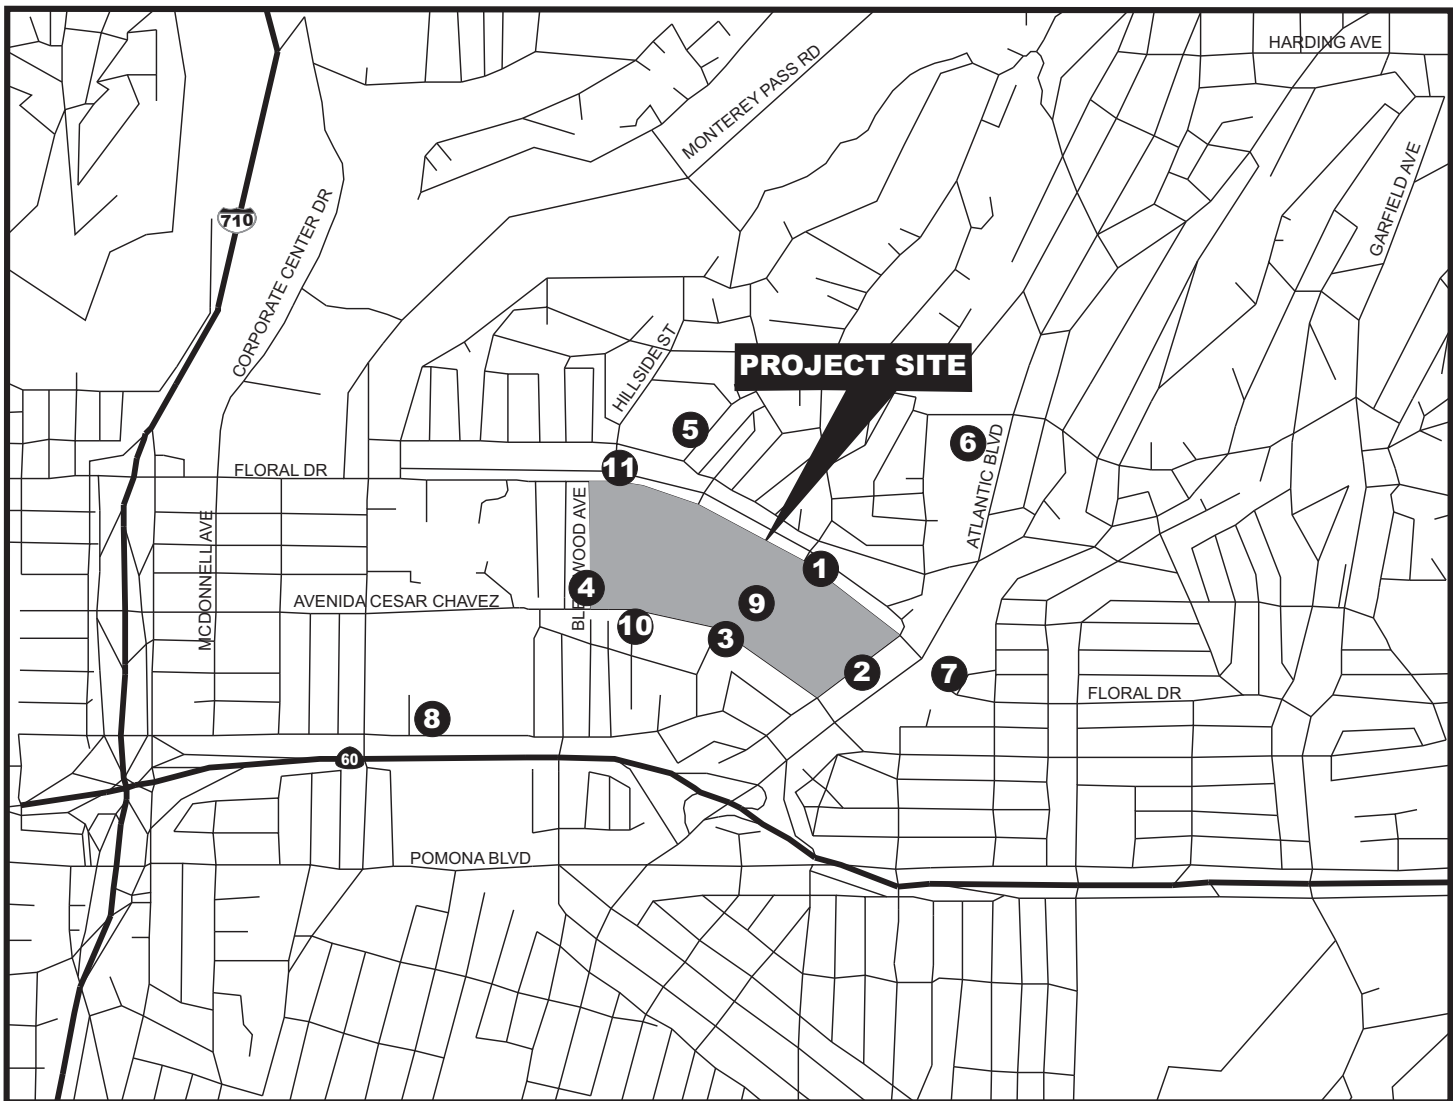 HARDING AVE
MONTEREY PASS RD
GARFIELD AVE
710
CORPORATE CENTER DR
HILLSIDE ST
PROJECT SITE
5
6
ATLANTIC BLVD
11
FLORAL DR
MCDONNELL AVE
1
4
9
AVENIDA CESAR CHAVEZ
10
3
2
7
FLORAL DR
8
60
POMONA BLVD